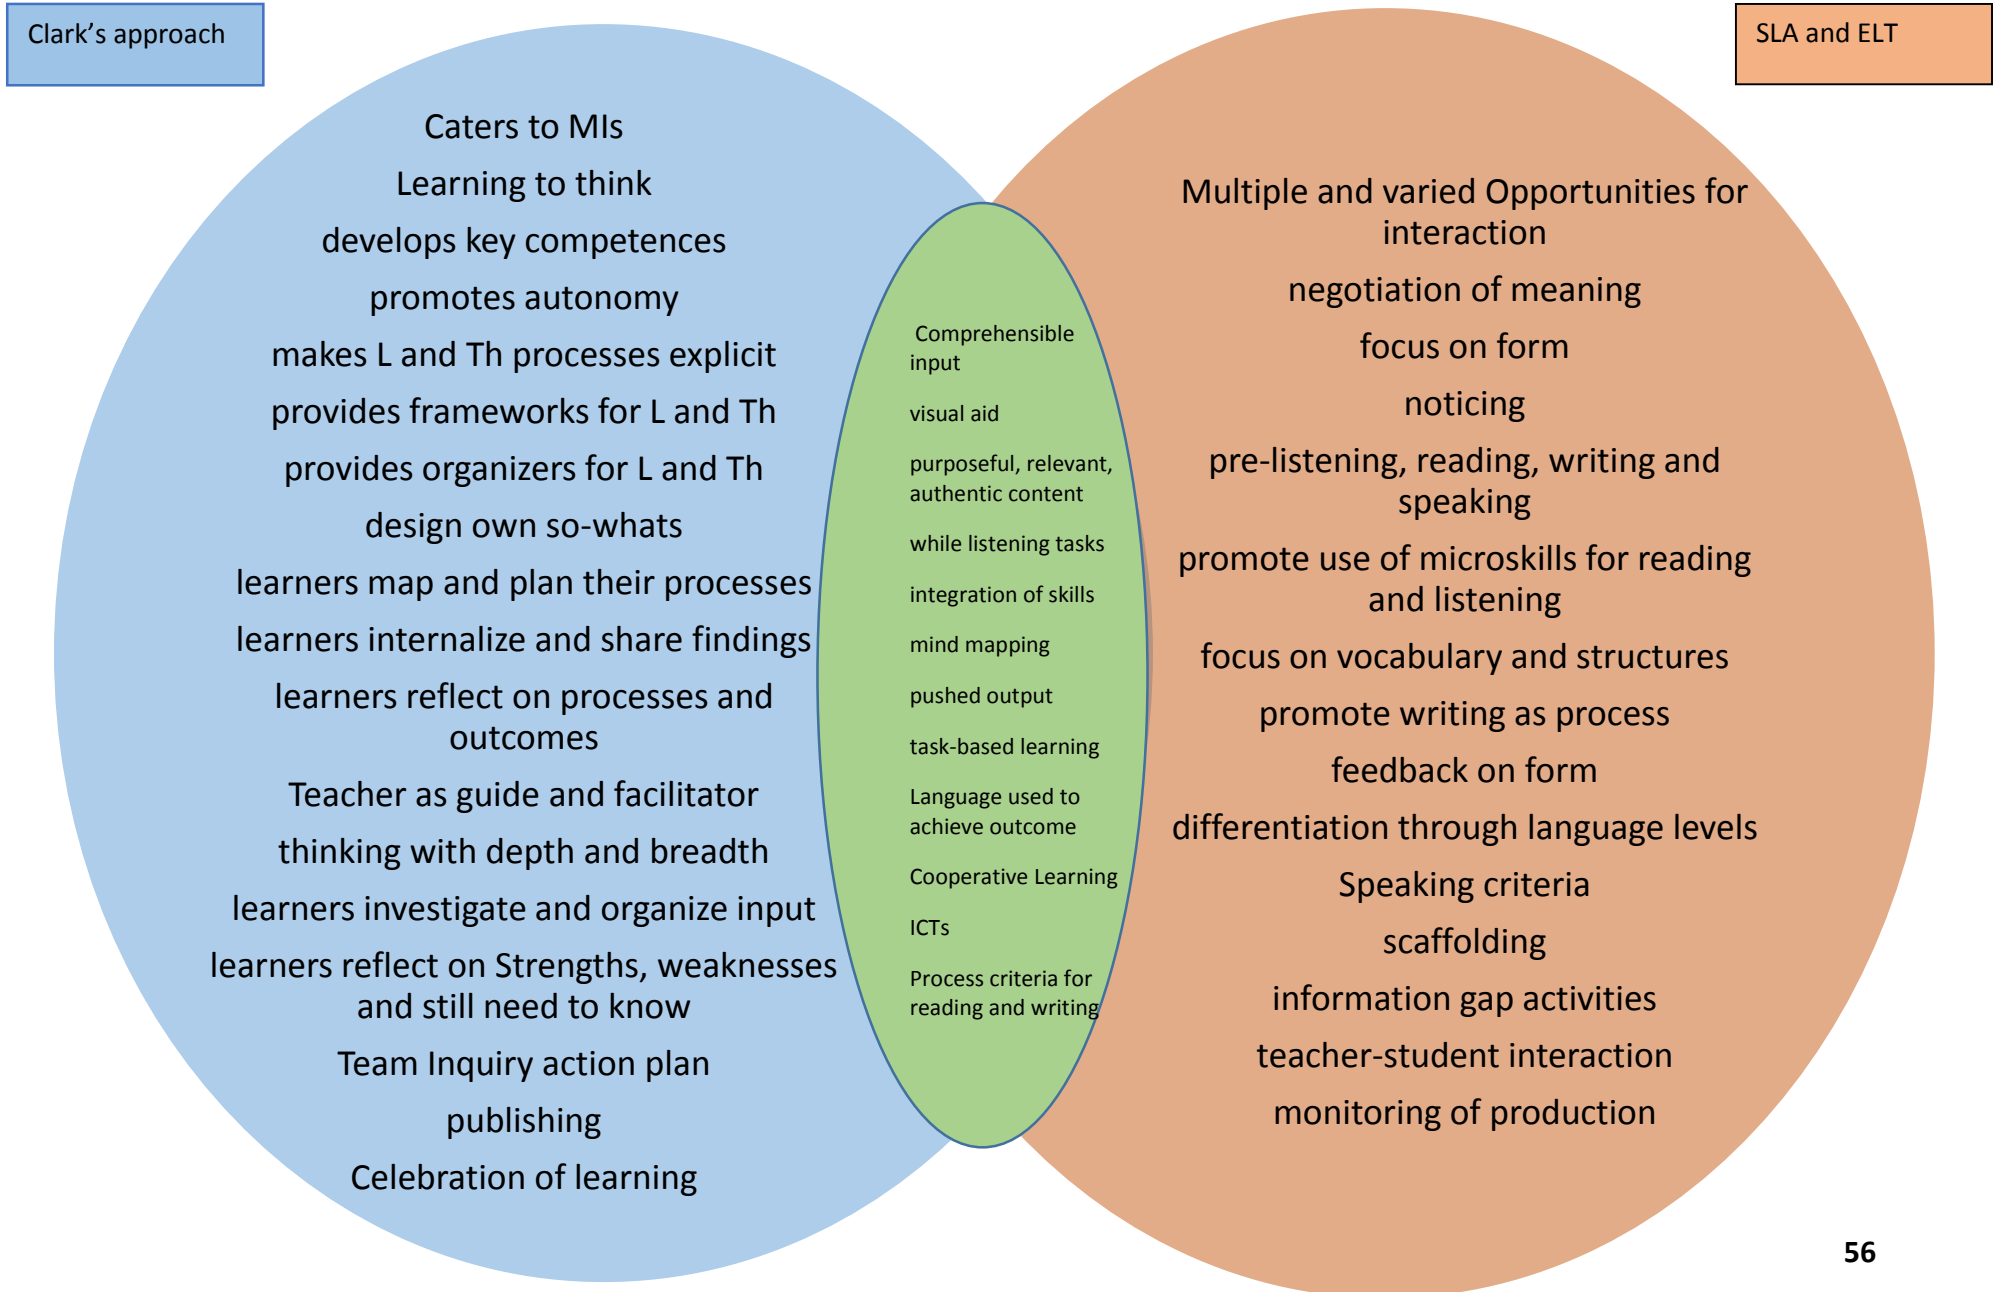 Clark’s approach
SLA and ELT
Caters to MIs
Learning to think
develops key competences
promotes autonomy
makes L and Th processes explicit
provides frameworks for L and Th
provides organizers for L and Th
design own so-whats
learners map and plan their processes
learners internalize and share findings
learners reflect on processes and
outcomes
Teacher as guide and facilitator
thinking with depth and breadth
learners investigate and organize input
learners reflect on Strengths, weaknesses
and still need to know
Team Inquiry action plan
publishing
Celebration of learning
Comprehensible
input
visual aid
purposeful, relevant,
authentic content
while listening tasks
integration of skills
mind mapping
pushed output
task-based learning
Language used to
achieve outcome
Cooperative Learning
ICTs
Process criteria for
reading and writing
Multiple and varied Opportunities for
interaction
negotiation of meaning
focus on form
noticing
pre-listening, reading, writing and
speaking
promote use of microskills for reading
and listening
focus on vocabulary and structures
promote writing as process
feedback on form
differentiation through language levels
Speaking criteria
scaffolding
information gap activities
teacher-student interaction
monitoring of production
56